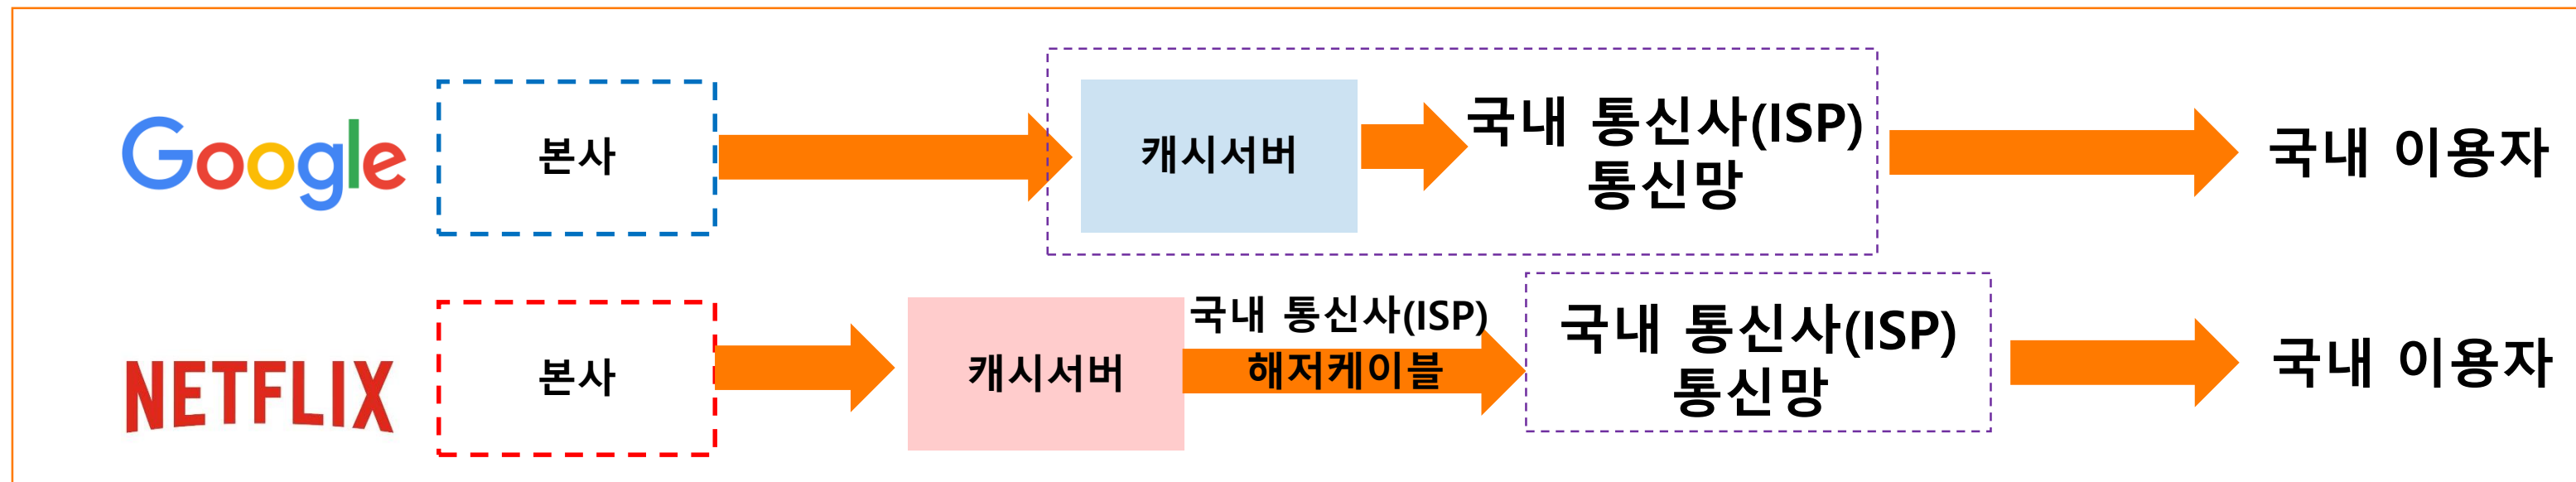 Google
본사
캐시서버
국내 통신사(ISP)
통신망
국내 이용자
NETFLIX
본사
캐시서버
국내 통신사(ISP)
해저케이블
국내 통신사(ISP)
통신망
국내 이용자